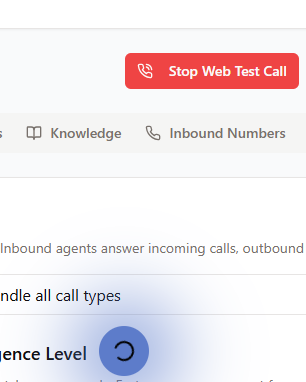 Stop Web Test Call
Knowledge
Inbound Numbers
Inbound agents answer incoming calls, outbound
ndle all call types
gence Level